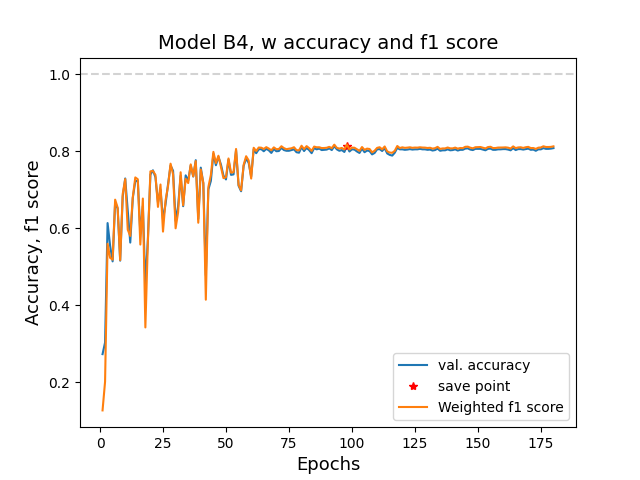 Model B4, w accuracy and f1 score
Accuracy, f1 score
1.0
0.8
0.6
0.4
0.2
val. accuracy
save point
Weighted f1 score
0 25 50 75 100 125 150 175
Epochs